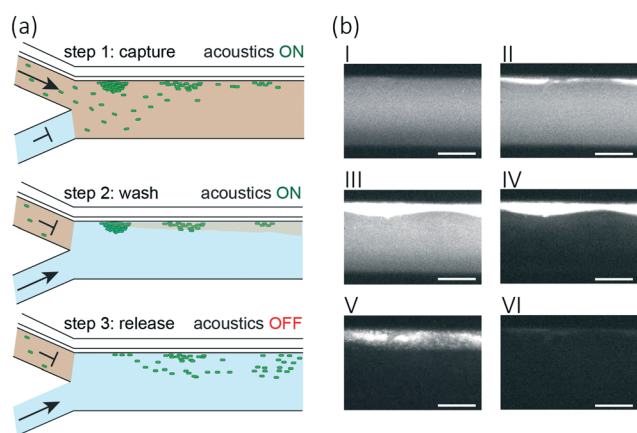 (a)
step 1: capture acoustics ON
step 2: wash acoustics ON
step 3: release acoustics OFF
(b)
I
II
III
IV
V
VI